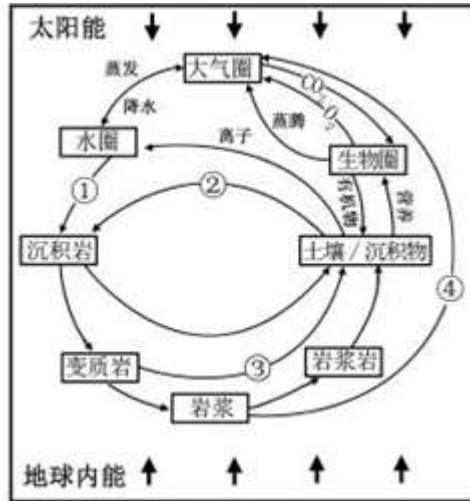 太阳能
大气圈
蒸发
降水
水圈
离子
蒸腾
CO₂
O₂
生物圈
有机物
营养
①
②
沉积岩
土壤/沉积物
④
变质岩
③
岩浆岩
岩浆
地球内能